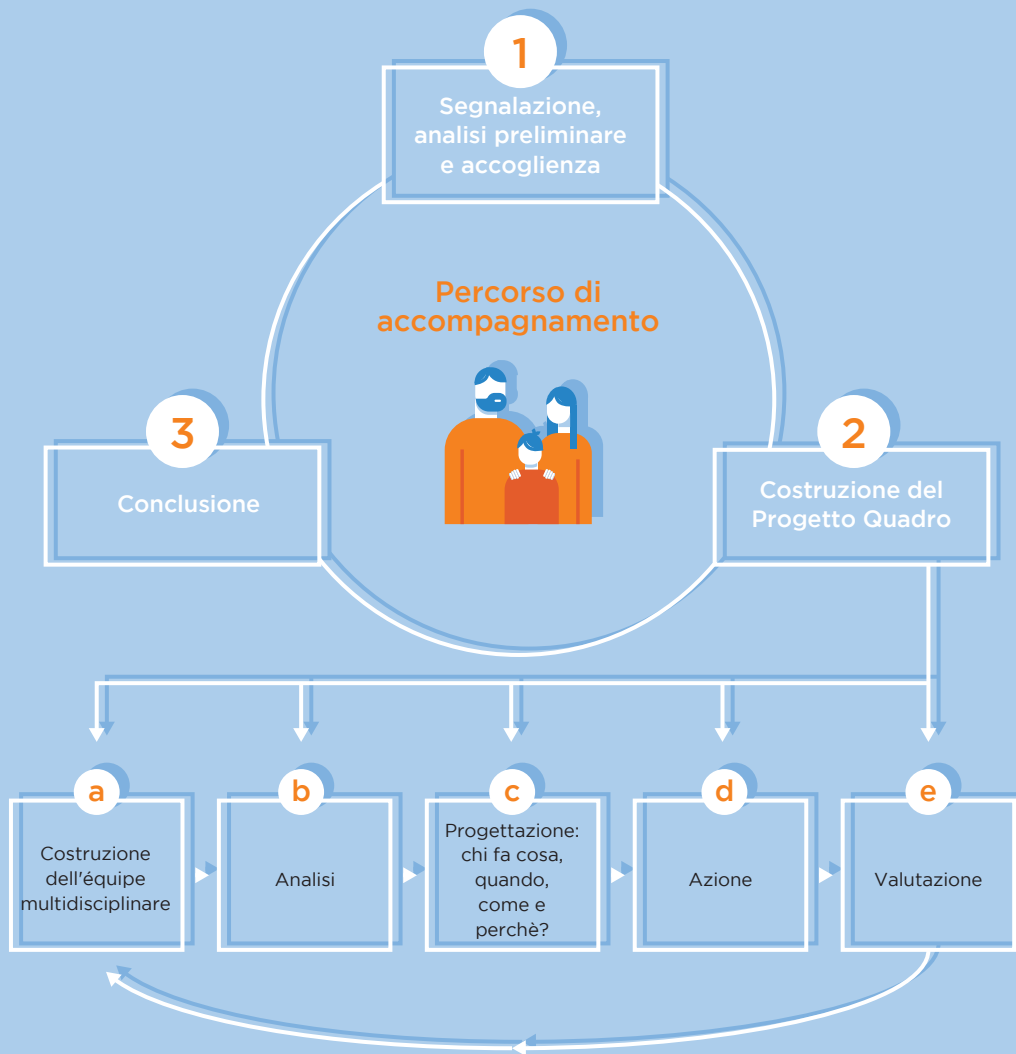 1
Segnalazione,
analisi preliminare
e accoglienza
Percorso di
accompagnamento
3
Conclusione
2
Costruzione del
Progetto Quadro
a
Costruzione
dell'équipe
multidisciplinare
b
Analisi
c
Progettazione:
chi fa cosa,
quando,
come e
perchè?
d
Azione
e
Valutazione